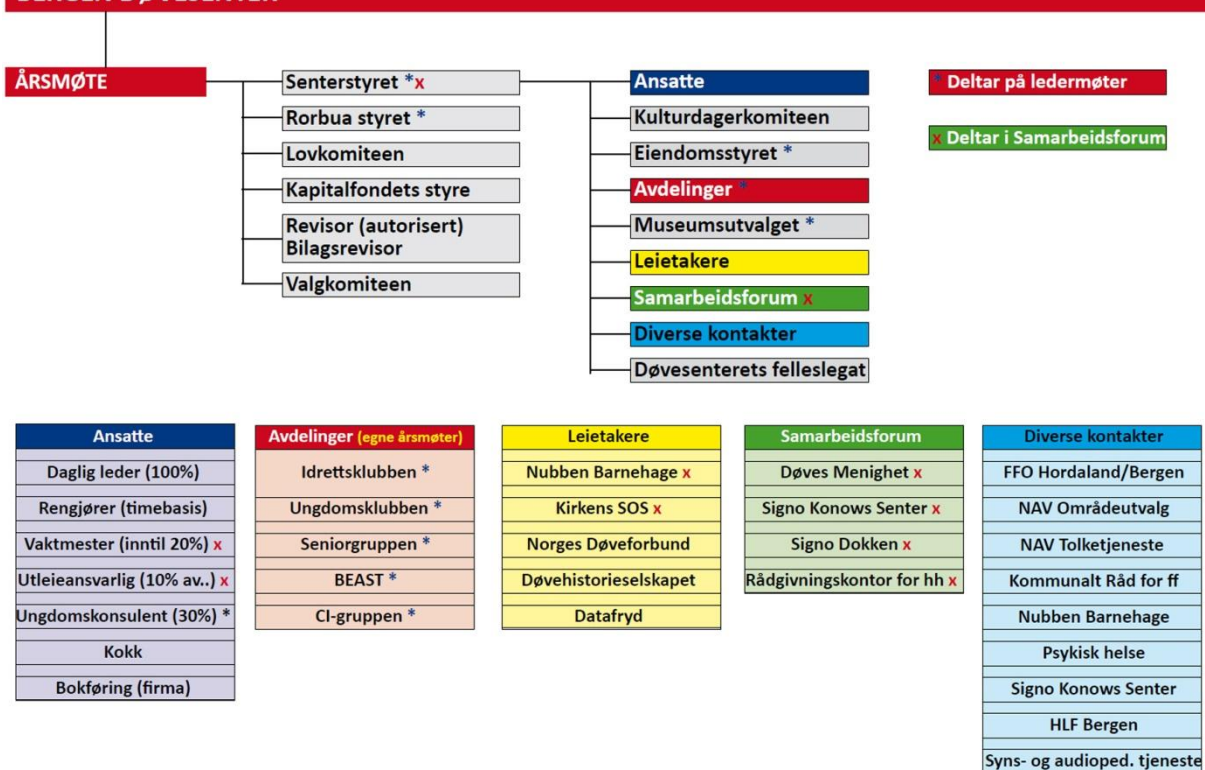 ÅRSMØTE
Senterstyret *x
Rorbua styret *
Lovkomiteen
Kapitalfondets styre
Revisor (autorisert)
Bilagsrevisor
Valgkomiteen
Ansatte
Kulturdagerkomiteen
Eiendomsstyret *
Avdelinger *
Museumsutvalget *
Leietakere
Samarbeidsforum x
Diverse kontakter
Døvesenterets felleslegat
* Deltar på ledermøter
x Deltar i Samarbeidsforum
Ansatte
Daglig leder (100%)
Rengjører (timebasis)
Vaktmester (inntil 20%) x
Utleieansvarlig (10% av..) x
Ungdomskonsulent (30%) *
Kokk
Bokføring (firma)
Avdelinger (egne årsmøter)
Idrettsklubben *
Ungdomsklubben *
Seniorgruppen *
BEAST *
CI-gruppen *
Leietakere
Nubben Barnehage x
Kirkens SOS x
Norges Døveforbund
Døvehistorieselskapet
Datafryd
Samarbeidsforum
Døves Menighet x
Signo Konows Senter x
Signo Dokken x
Rådgivningskontor for hh x
Diverse kontakter
FFO Hordaland/Bergen
NAV Områdeutvalg
NAV Tolketjeneste
Kommunalt Råd for ff
Nubben Barnehage
Psykisk helse
Signo Konows Senter
HLF Bergen
Syns- og audioped. tjeneste